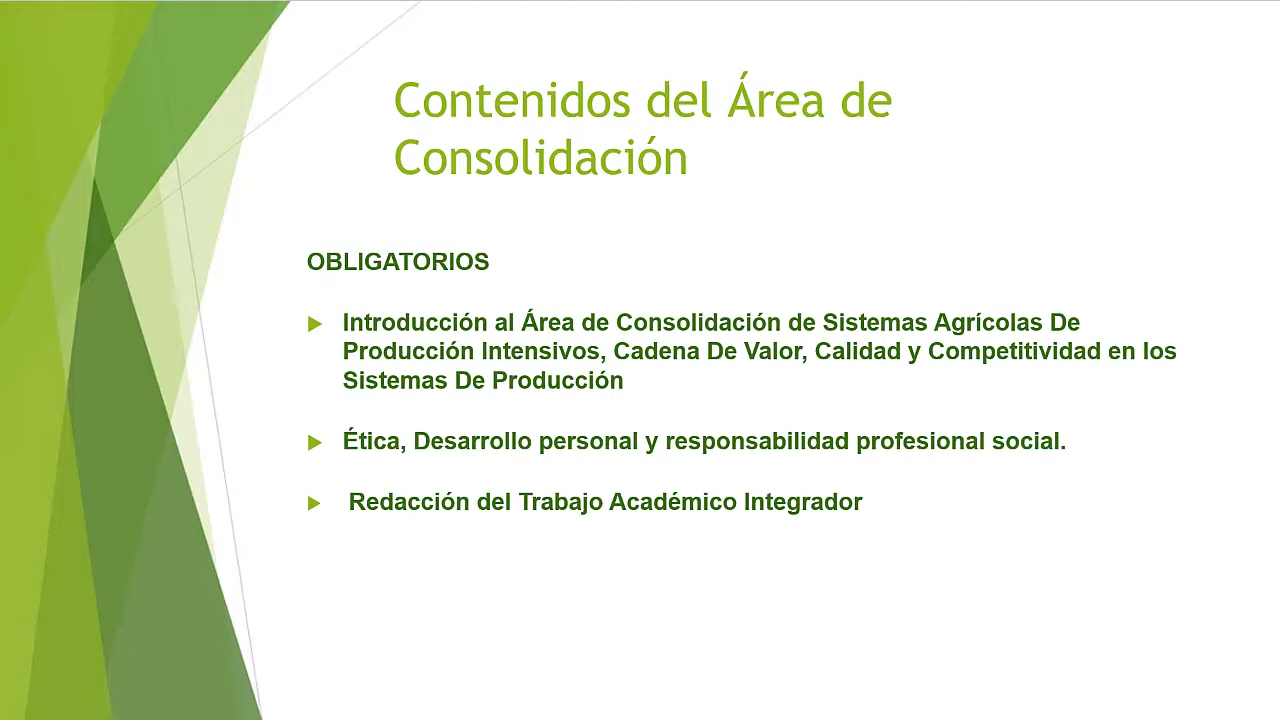 Contenidos del Área de
Consolidación
OBLIGATORIOS
Introducción al Área de Consolidación de Sistemas Agrícolas De
Producción Intensivos, Cadena De Valor, Calidad y Competitividad en los
Sistemas De Producción
Ética, Desarrollo personal y responsabilidad profesional social.
Redacción del Trabajo Académico Integrador